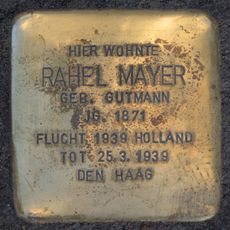 HIER WOHNTE
RAHEL MAYER
GEB. GUTMANN
JG. 1871
FLUCHT 1939 HOLLAND
TOT 25.3.1939
DEN HAAG